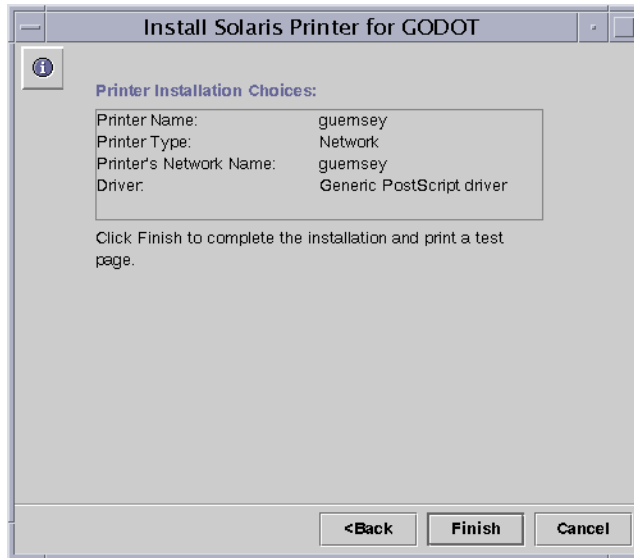 Install Solaris Printer for GODOT
Printer Installation Choices:
Printer Name: guernsey
Printer Type: Network
Printer's Network Name: guernsey
Driver: Generic PostScript driver
Click Finish to complete the installation and print a test
page.
<Back Finish Cancel